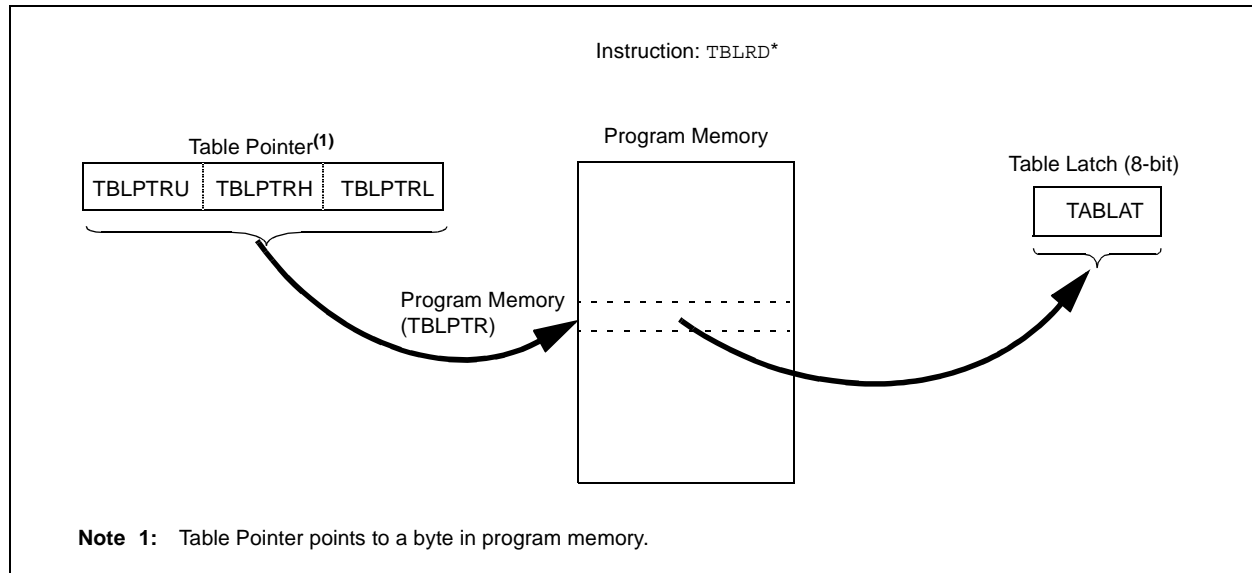 Instruction: TBLRD*
Table Pointer(1)
TBLPTRU TBLPTRH TBLPTRL
Program Memory
Table Latch (8-bit)
TABLAT
Program Memory
(TBLPTR)
Note 1: Table Pointer points to a byte in program memory.